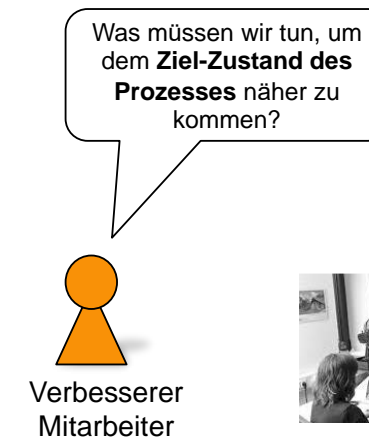 Was müssen wir tun, um
dem Ziel-Zustand des
Prozesses näher zu
kommen?
Verbesserer
Mitarbeiter